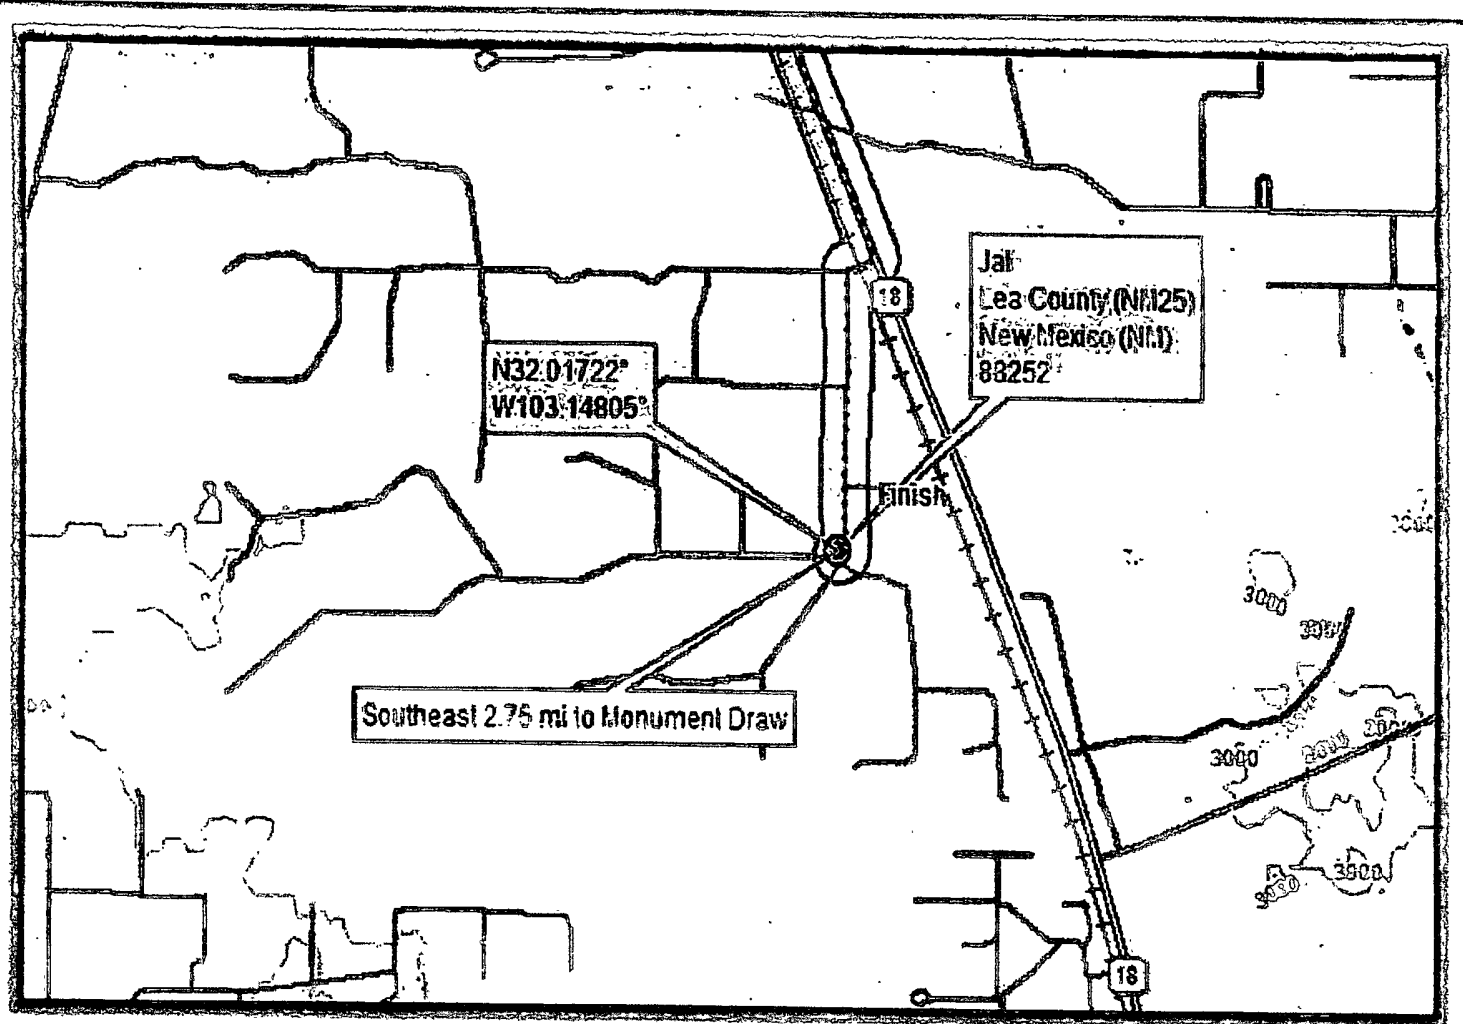 18
Jal
Lea County (NM25)
New Mexico (NM)
88252
N32.01722°
W103.14805°
Finish
3000
Southeast 2.75 mi to Monument Draw
3000
3000
18